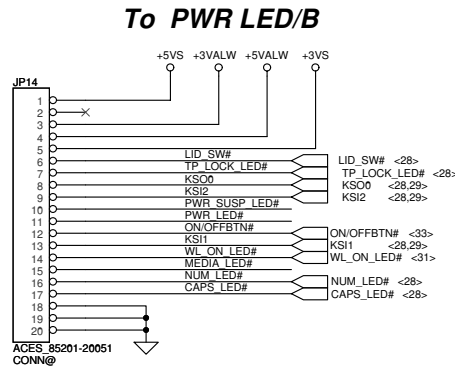 To PWR LED/B
+5VS +3VALW +5VALW +3VS
JP14
1
2
3
4
5
6 LID_SW# LID_SW# <28>
7 TP_LOCK_LED# TP_LOCK_LED# <28>
8 KSO0 KSO0 <28,29>
9 KSI2 KSI2 <28,29>
10 PWR_SUSP_LED#
11 PWR_LED#
12 ON/OFFBTN# ON/OFFBTN# <33>
13 KSI1 KSI1 <28,29>
14 WL_ON_LED# WL_ON_LED# <31>
15 MEDIA_LED#
16 NUM_LED# NUM_LED# <28>
17 CAPS_LED# CAPS_LED# <28>
18
19
20
ACES_85201-20051
CONN@